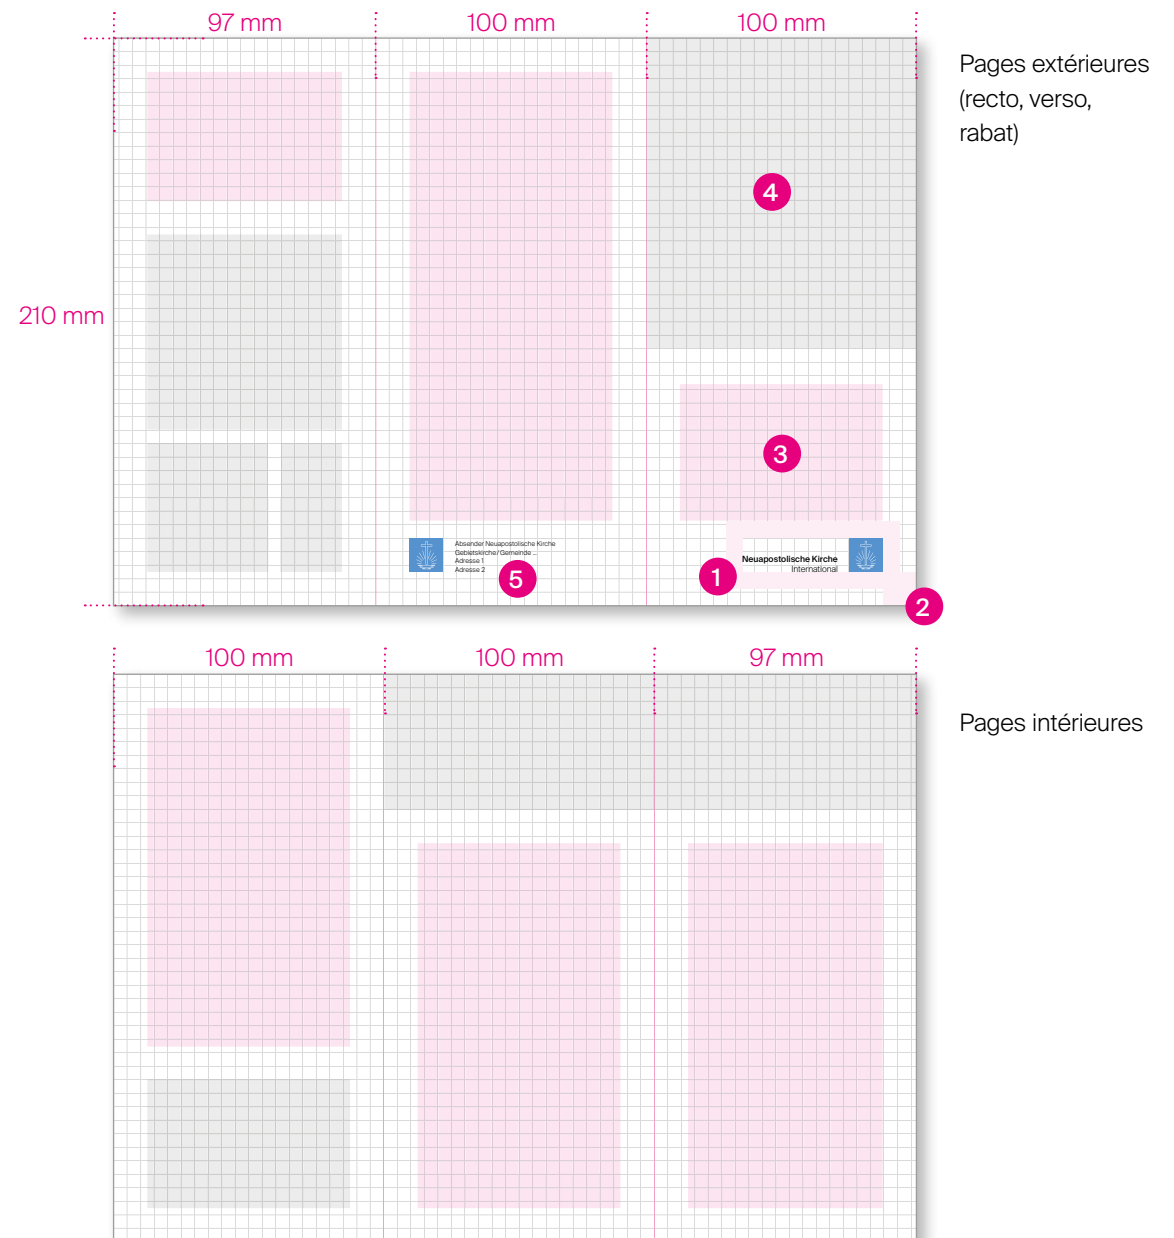 97 mm
100 mm
100 mm
Pages extérieures
(recto, verso,
rabat)
4
210 mm
3
Absender Neuapostolische Kirche
Gebietskirche/Gemeinde ...
Adresse 1
Adresse 2
5
Neuapostolische Kirche
International
1
2
100 mm
100 mm
97 mm
Pages intérieures